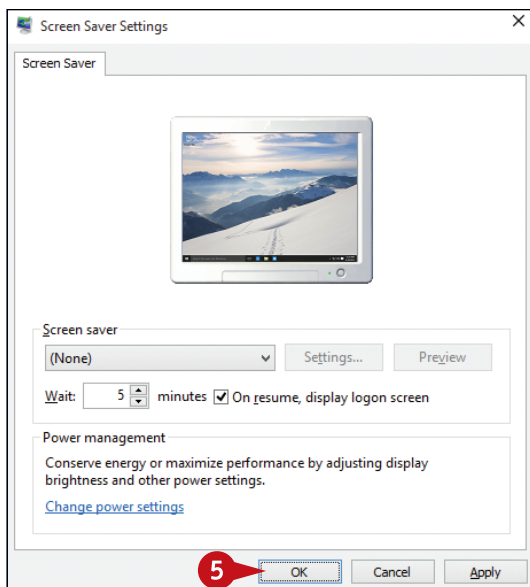 Screen Saver Settings
Screen Saver
Screen saver
(None)
Settings...
Preview
Wait: 5 minutes On resume, display logon screen
Power management
Conserve energy or maximize performance by adjusting display
brightness and other power settings.
Change power settings
5 OK Cancel Apply